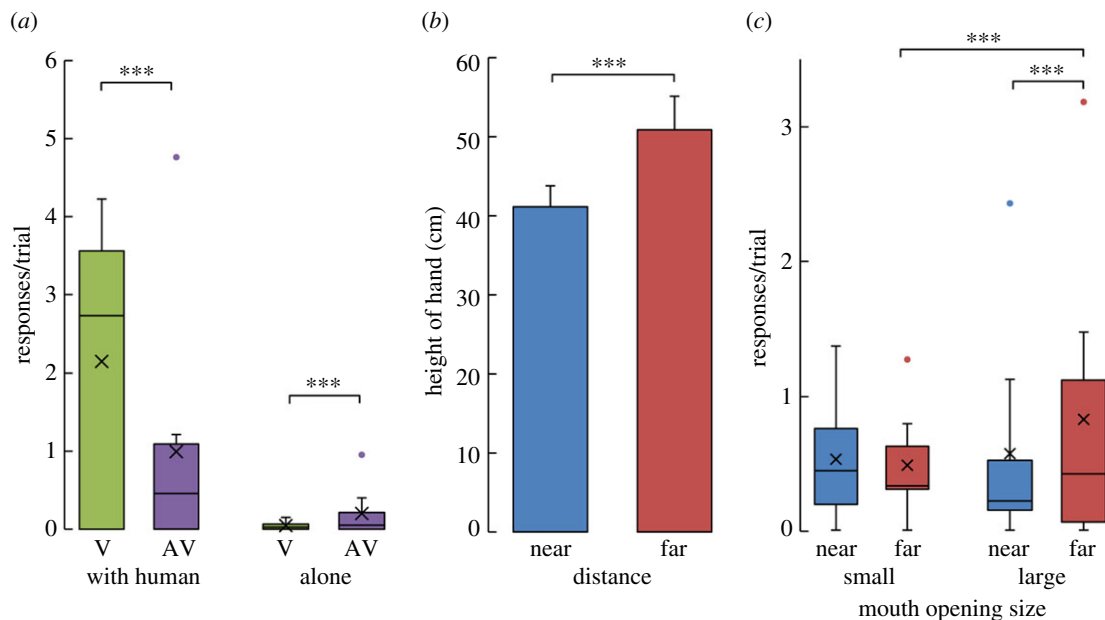 (a)
6
5
4
3
2
1
0
responses/trial
***
***
V AV V AV
with human alone
(b)
60
50
40
30
20
10
0
height of hand (cm)
***
near far
distance
(c)
3
2
1
0
responses/trial
***
***
near far near far
small large
mouth opening size